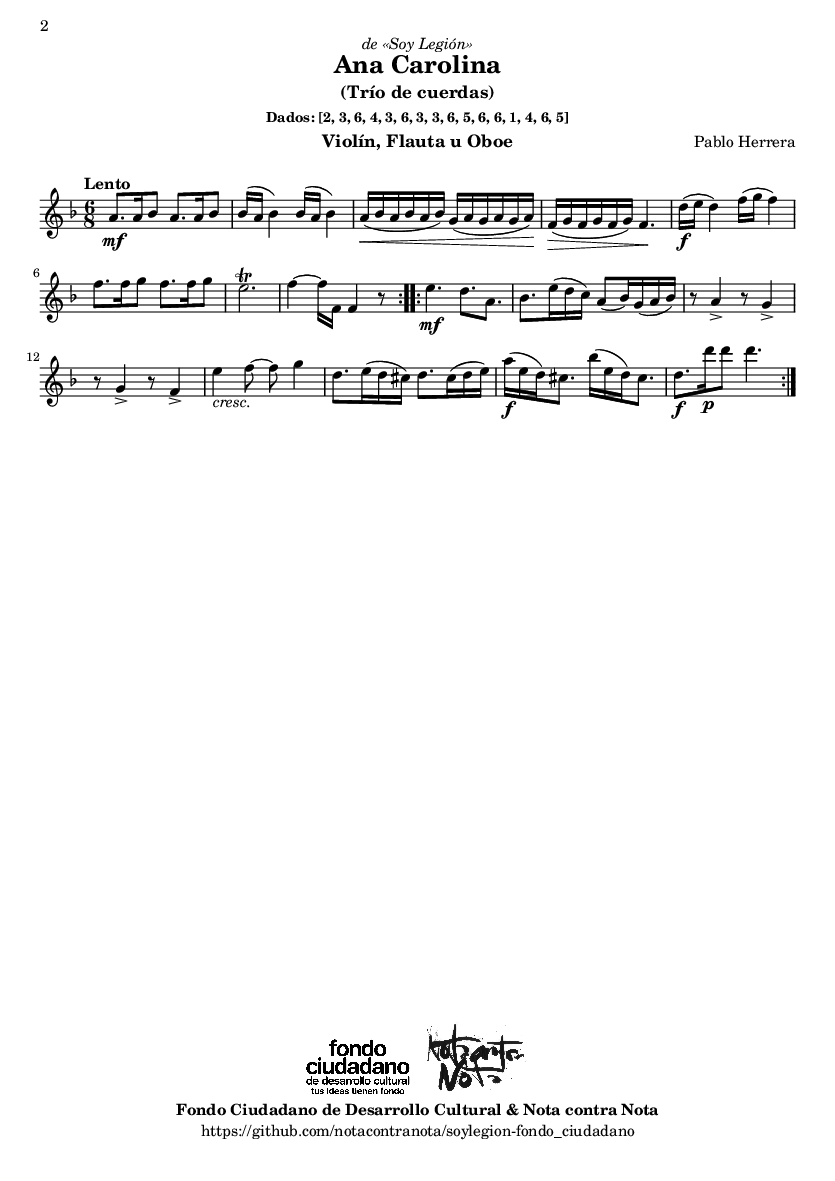 2
de «Soy Legión»
Ana Carolina
(Trío de cuerdas)
Dados: [2, 3, 6, 4, 3, 6, 3, 3, 6, 5, 6, 6, 1, 4, 6, 5]
Violín, Flauta u Oboe
Pablo Herrera
Lento
6
8
mf
f
6
tr
mf
12
cresc.
f
f
p
fondo
ciudadano
de desarrollo cultural
tus ideas tienen fondo
Nota contra
Nota
Fondo Ciudadano de Desarrollo Cultural & Nota contra Nota
https://github.com/notacontranota/soylegion-fondo_ciudadano